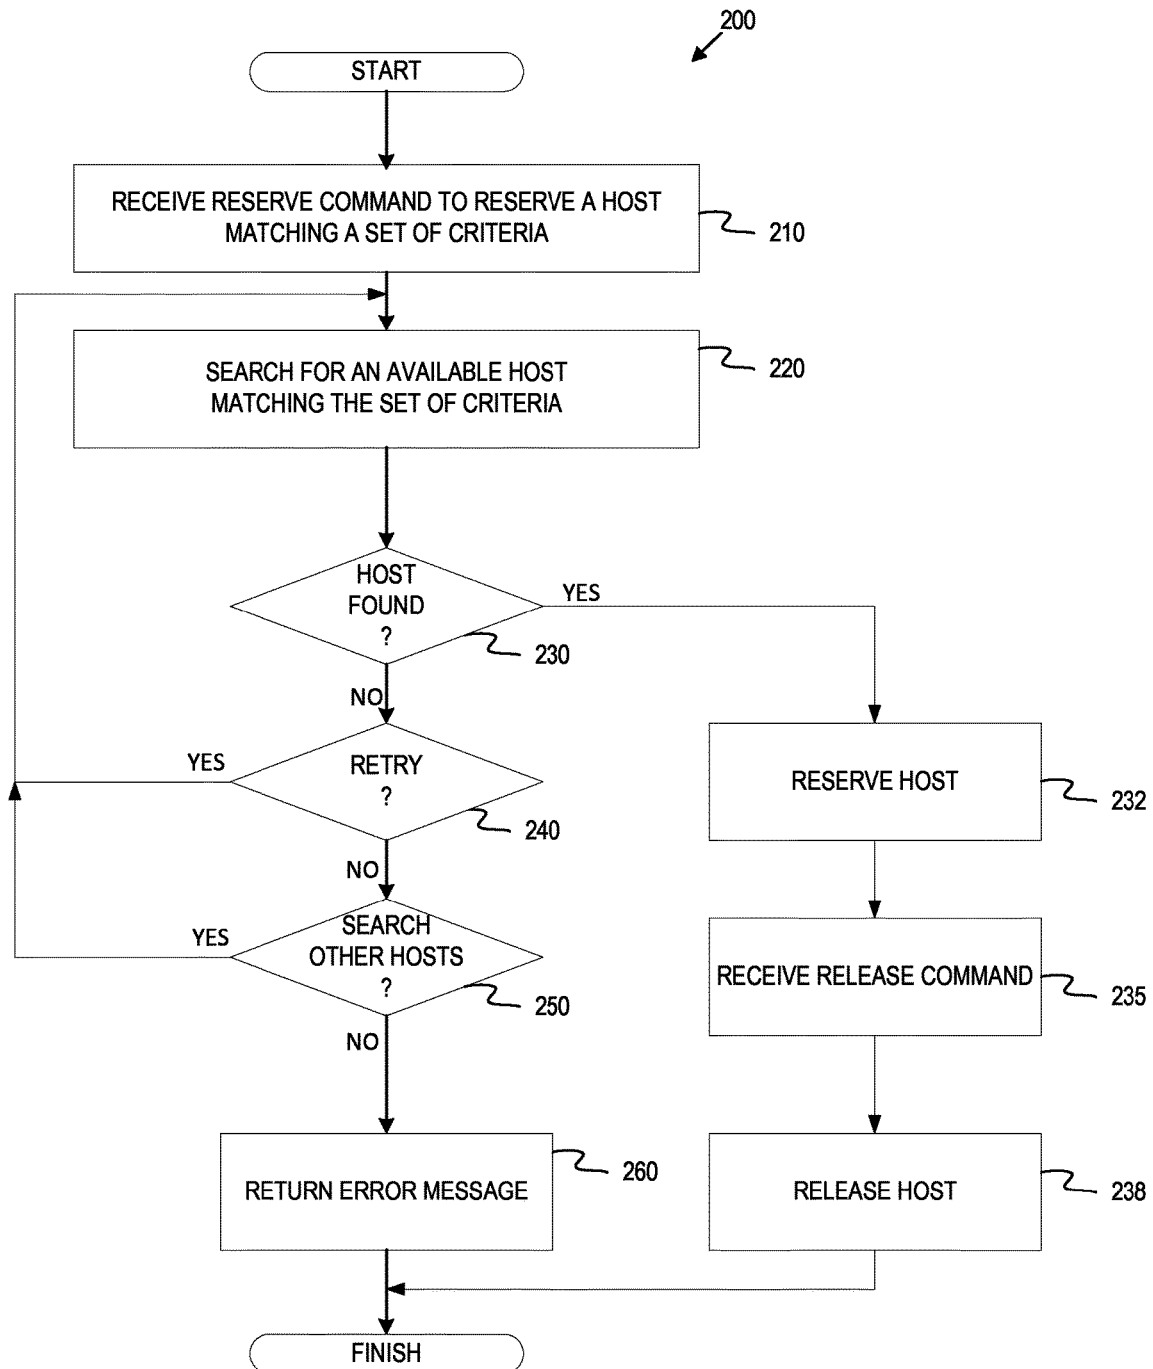 200
START
RECEIVE RESERVE COMMAND TO RESERVE A HOST
MATCHING A SET OF CRITERIA
210
SEARCH FOR AN AVAILABLE HOST
MATCHING THE SET OF CRITERIA
220
HOST
FOUND
?
YES
230
NO
RETRY
?
YES
240
RESERVE HOST
232
NO
SEARCH
OTHER HOSTS
?
YES
250
RECEIVE RELEASE COMMAND
235
NO
RETURN ERROR MESSAGE
260
RELEASE HOST
238
FINISH